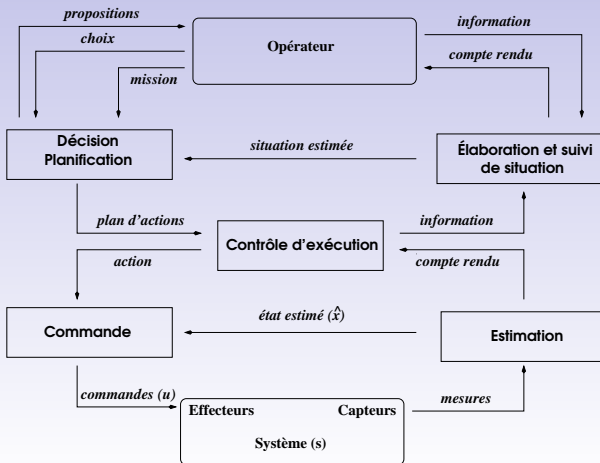 propositions
choix
mission
Opérateur
information
compte rendu
Décision
Planification
situation estimée
Élaboration et suivi
de situation
plan d'actions
action
Contrôle d'exécution
information
compte rendu
Commande
état estimé (x̂)
Estimation
commandes (u)
Effecteurs
Capteurs
Système (s)
mesures